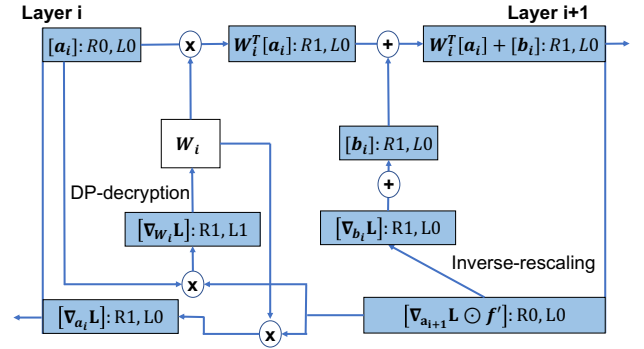 Layer i
Layer i+1
[a_i]: R0, L0
x
W_i^T[a_i]: R1, L0
+
W_i^T[a_i] + [b_i]: R1, L0
W_i
[b_i]: R1, L0
DP-decryption
+
[∇_{W_i}L]: R1, L1
[∇_{b_i}L]: R1, L0
Inverse-rescaling
x
[∇_{a_i}L]: R1, L0
x
[∇_{a_{i+1}}L ⊙ f′]: R0, L0